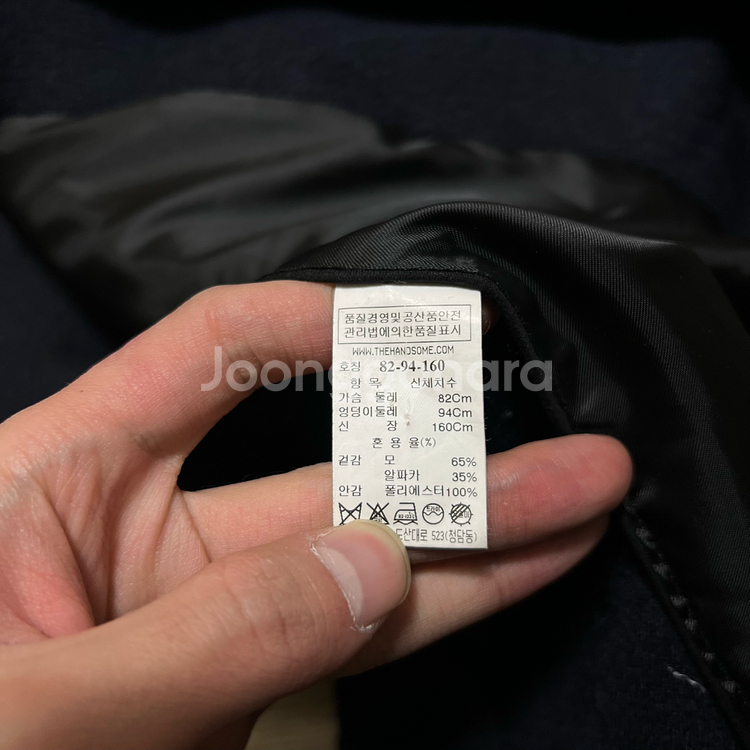 품질경영및공산품안전
관리법에의한품질표시
WWW.THEHANDSOME.COM
호칭 82-94-160
항 목 신체치수
가슴 둘레 82Cm
엉덩이둘레 94Cm
신 장 160Cm
혼 용 율(%)
겉감 모 65%
알파카 35%
안감 폴리에스터100%
도산대로 523(청담동)